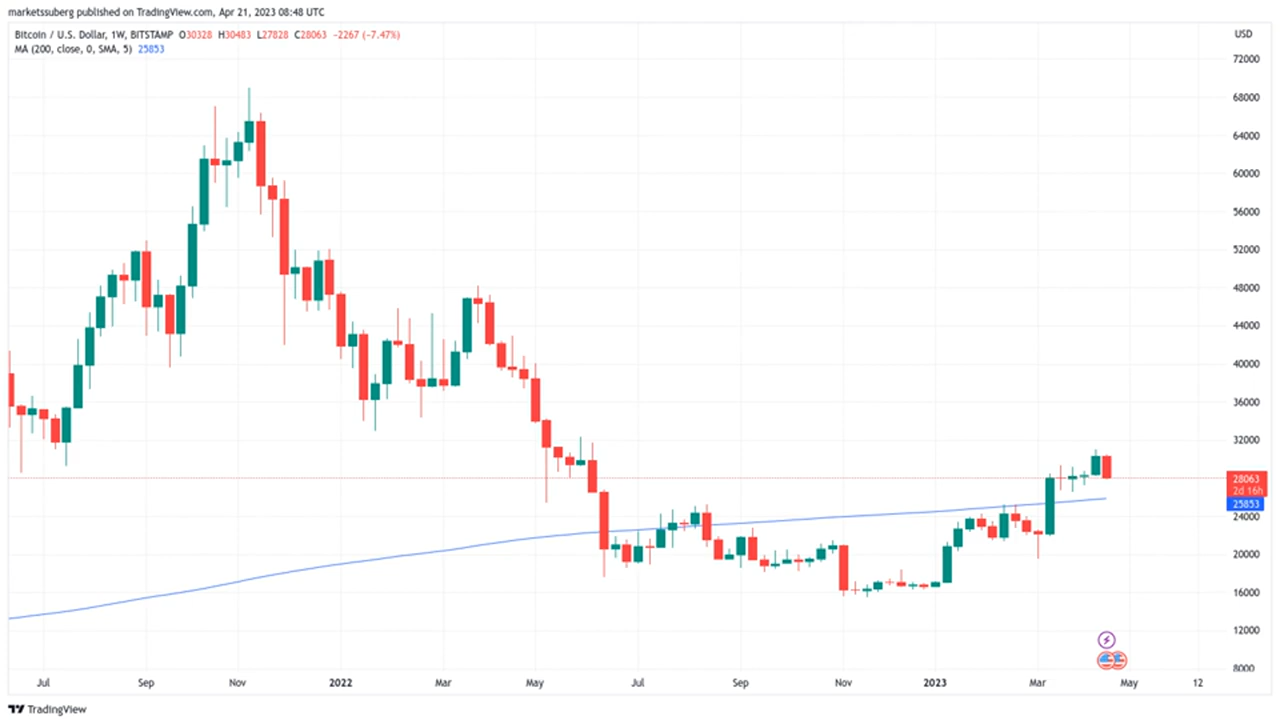 marketssuberg published on TradingView.com, Apr 21, 2023 08:48 UTC
Bitcoin / U.S. Dollar, 1W, BITSTAMP O30328 H30483 L27828 C28063 -2267 (-7.47%)
MA (200, close, 0, SMA, 5) 25853
USD
72000
68000
64000
60000
56000
52000
48000
44000
40000
36000
32000
28063
2d 16h
25853
24000
20000
16000
12000
8000
Jul Sep Nov 2022 Mar May Jul Sep Nov 2023 Mar May 12
TradingView